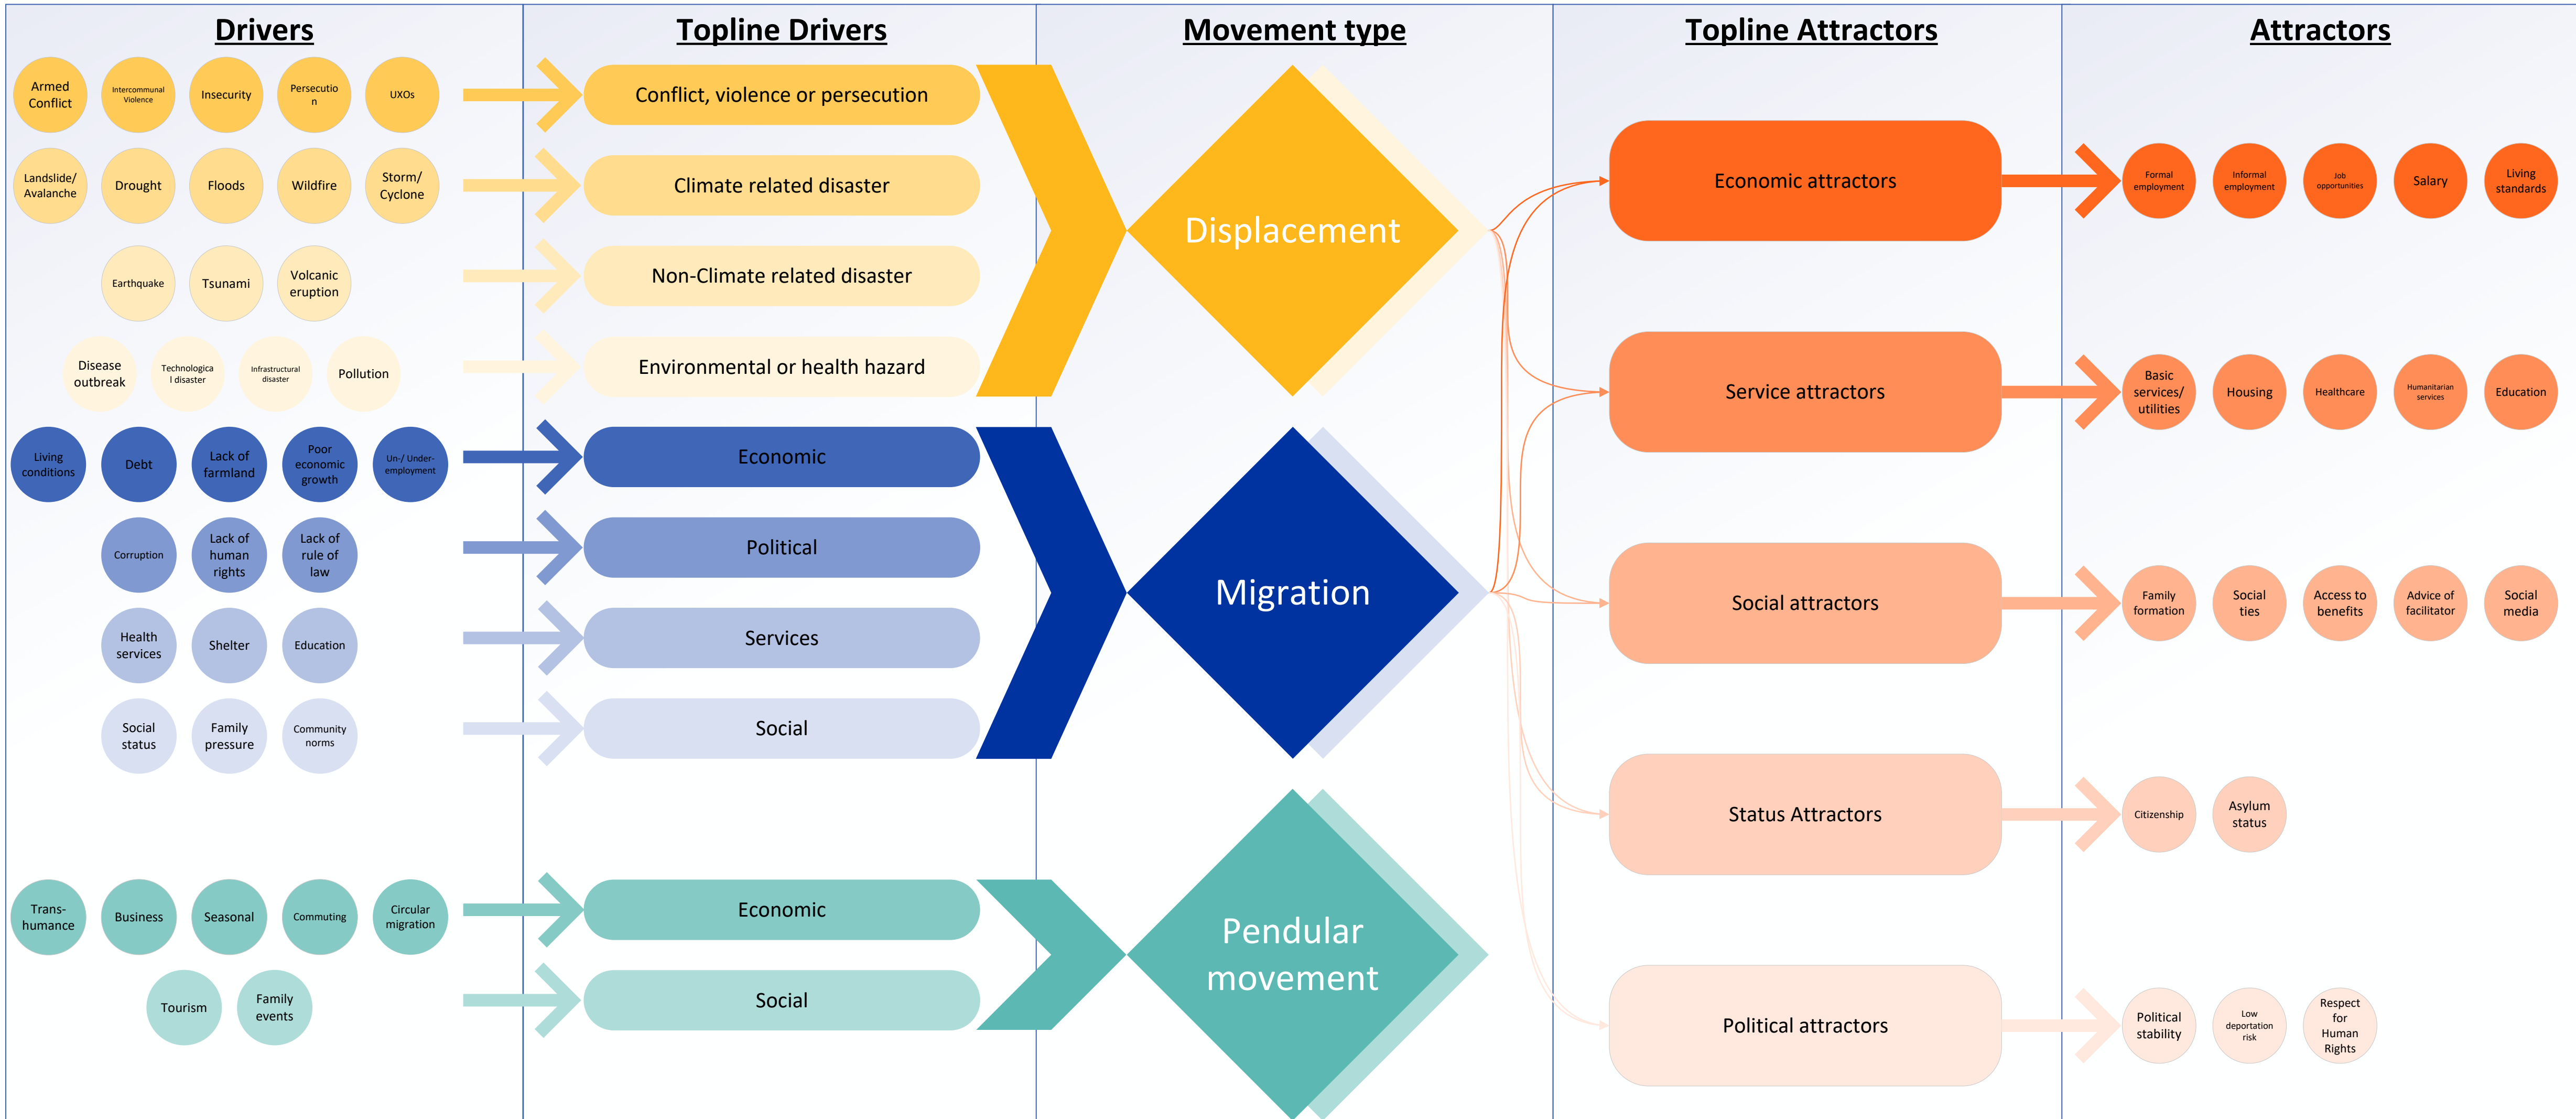 Drivers
Topline Drivers
Movement type
Topline Attractors
Attractors
Armed
Conflict
Intercommunal
Violence
Insecurity
Persecutio
n
UXOs
Conflict, violence or persecution
Landslide/
Avalanche
Drought
Floods
Wildfire
Storm/
Cyclone
Climate related disaster
Earthquake
Tsunami
Volcanic
eruption
Non-Climate related disaster
Disease
outbreak
Technologica
l disaster
Infrastructural
disaster
Pollution
Environmental or health hazard
Living
conditions
Debt
Lack of
farmland
Poor
economic
growth
Un-/ Under-
employment
Economic
Corruption
Lack of
human
rights
Lack of
rule of
law
Political
Health
services
Shelter
Education
Services
Social
status
Family
pressure
Community
norms
Social
Trans-
humance
Business
Seasonal
Commuting
Circular
migration
Economic
Tourism
Family
events
Social
Displacement
Migration
Pendular
movement
Economic attractors
Formal
employment
Informal
employment
Job
opportunities
Salary
Living
standards
Service attractors
Basic
services/
utilities
Housing
Healthcare
Humanitarian
services
Education
Social attractors
Family
formation
Social
ties
Access to
benefits
Advice of
facilitator
Social
media
Status Attractors
Citizenship
Asylum
status
Political attractors
Political
stability
Low
deportation
risk
Respect
for
Human
Rights